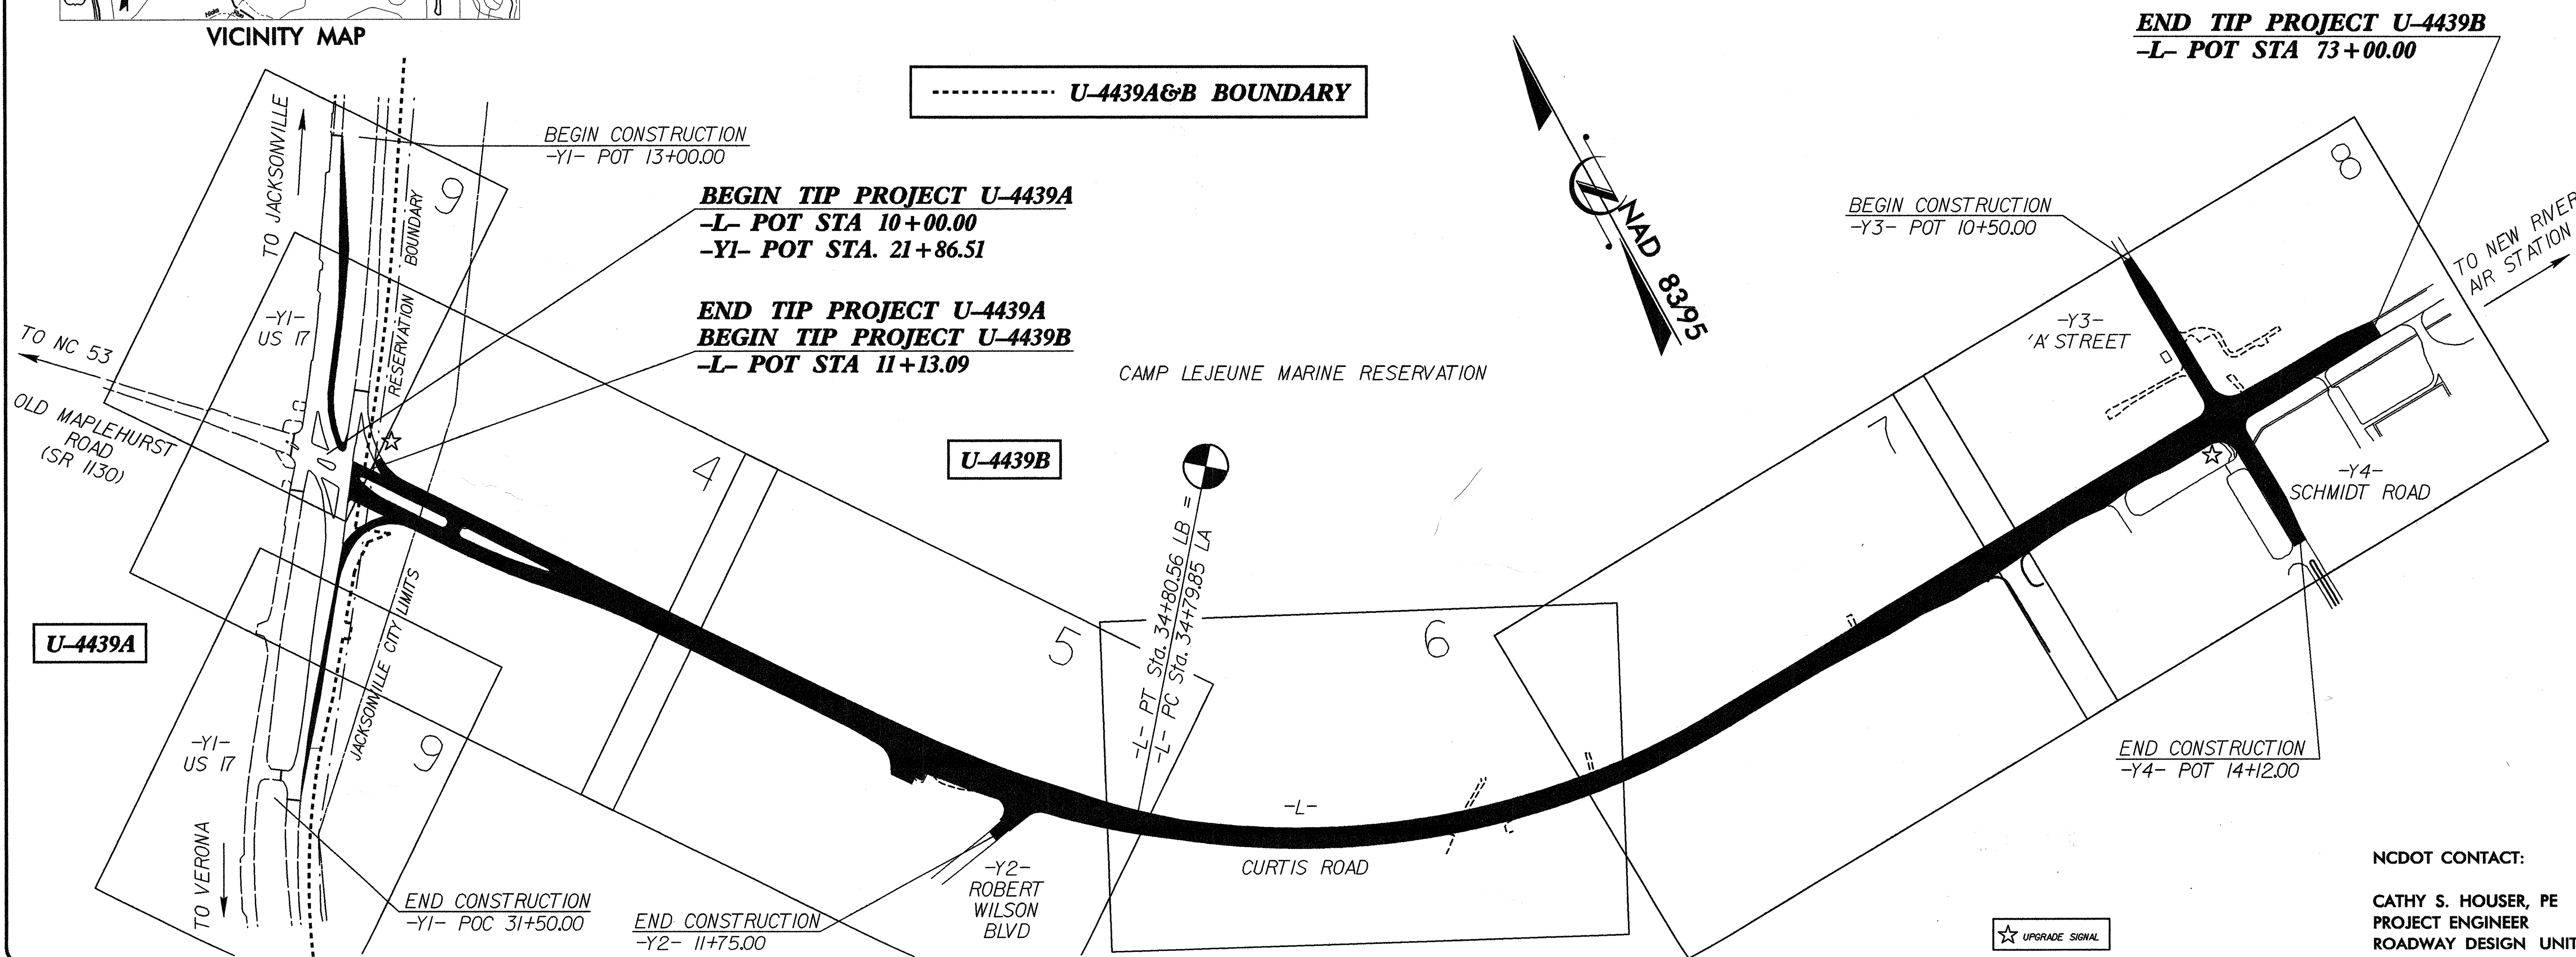 VICINITY MAP
END TIP PROJECT U-4439B
-L- POT STA 73+00.00
U-4439A&B BOUNDARY
9
TO JACKSONVILLE
BEGIN CONSTRUCTION
-Y1- POT 13+00.00
RESERVATION BOUNDARY
BEGIN TIP PROJECT U-4439A
-L- POT STA 10+00.00
-Y1- POT STA. 21+86.51
END TIP PROJECT U-4439A
BEGIN TIP PROJECT U-4439B
-L- POT STA 11+13.09
NAD 83/95
BEGIN CONSTRUCTION
-Y3- POT 10+50.00
8
TO NEW RIVER
AIR STATION
-Y1-
US 17
TO NC 53
OLD MAPLEHURST
ROAD
(SR 1130)
-Y3-
'A' STREET
CAMP LEJEUNE MARINE RESERVATION
4
U-4439B
7
-Y4-
SCHMIDT ROAD
-L- PT Sta. 34+80.56 LB =
-L- PC Sta. 34+79.85 LA
JACKSONVILLE CITY LIMITS
U-4439A
5
6
9
-Y1-
US 17
TO VERONA
END CONSTRUCTION
-Y1- POC 31+50.00
END CONSTRUCTION
-Y2- 11+75.00
-Y2-
ROBERT
WILSON
BLVD
-L-
CURTIS ROAD
END CONSTRUCTION
-Y4- POT 14+12.00
UPGRADE SIGNAL
NCDOT CONTACT:
CATHY S. HOUSER, PE
PROJECT ENGINEER
ROADWAY DESIGN UNIT